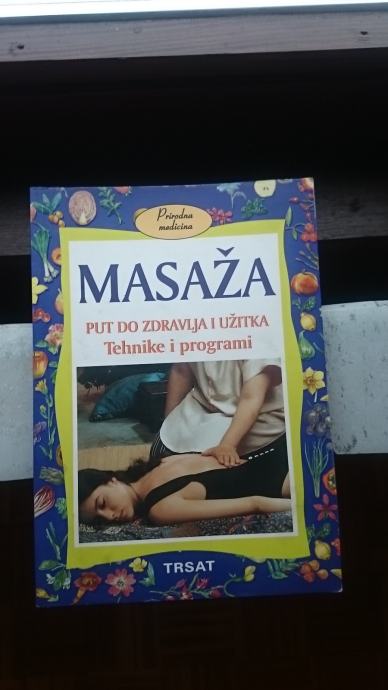 Prirodna
medicina
MASAŽA
PUT DO ZDRAVLJA I UŽITKA
Tehnike i programi
TRSAT